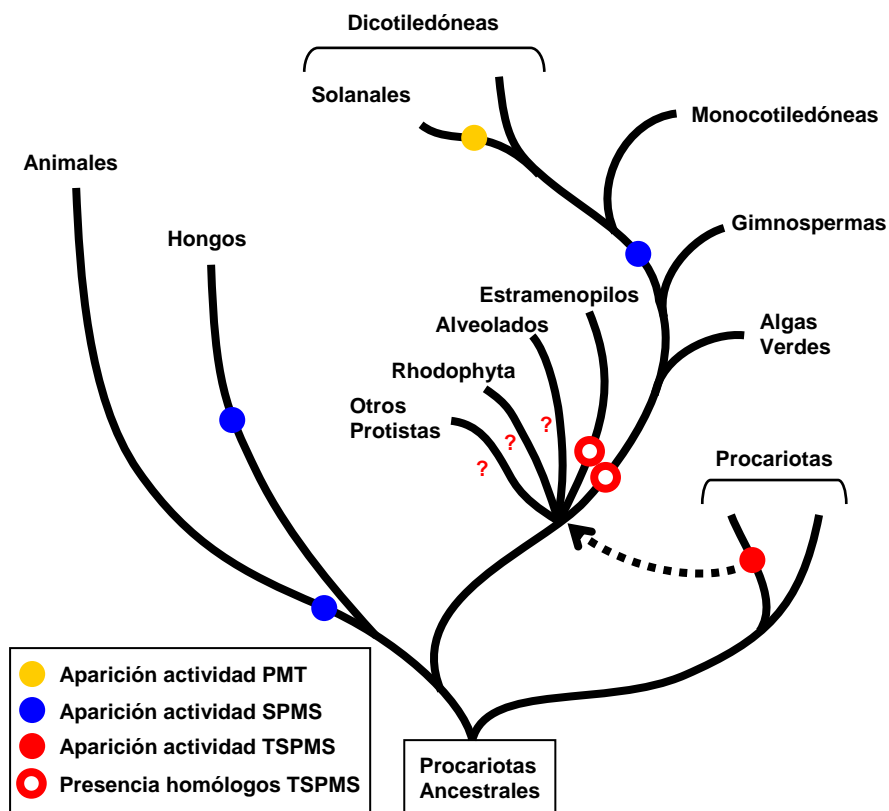 Dicotiledóneas
Solanales
Monocotiledóneas
Animales
Hongos
Gimnospermas
Estramenopilos
Alveolados
Algas
Verdes
Rhodophyta
Otros
Protistas
?
?
?
Procariotas
Aparición actividad PMT
Aparición actividad SPMS
Aparición actividad TSPMS
Presencia homólogos TSPMS
Procariotas
Ancestrales